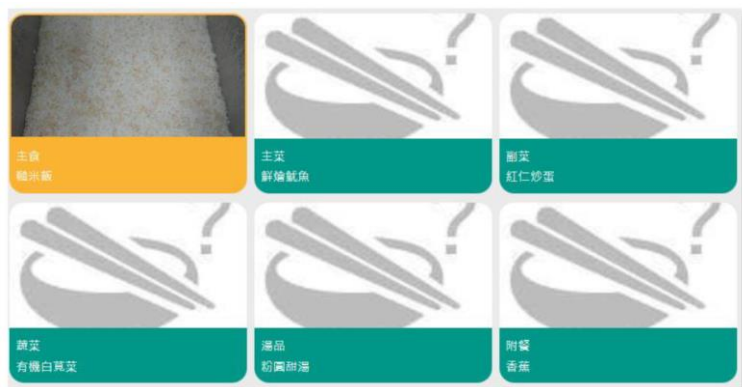 主食
糙米飯
主菜
鮮燴魷魚
副菜
紅仁炒蛋
蔬菜
有機白莧菜
湯品
粉圓甜湯
附餐
香蕉